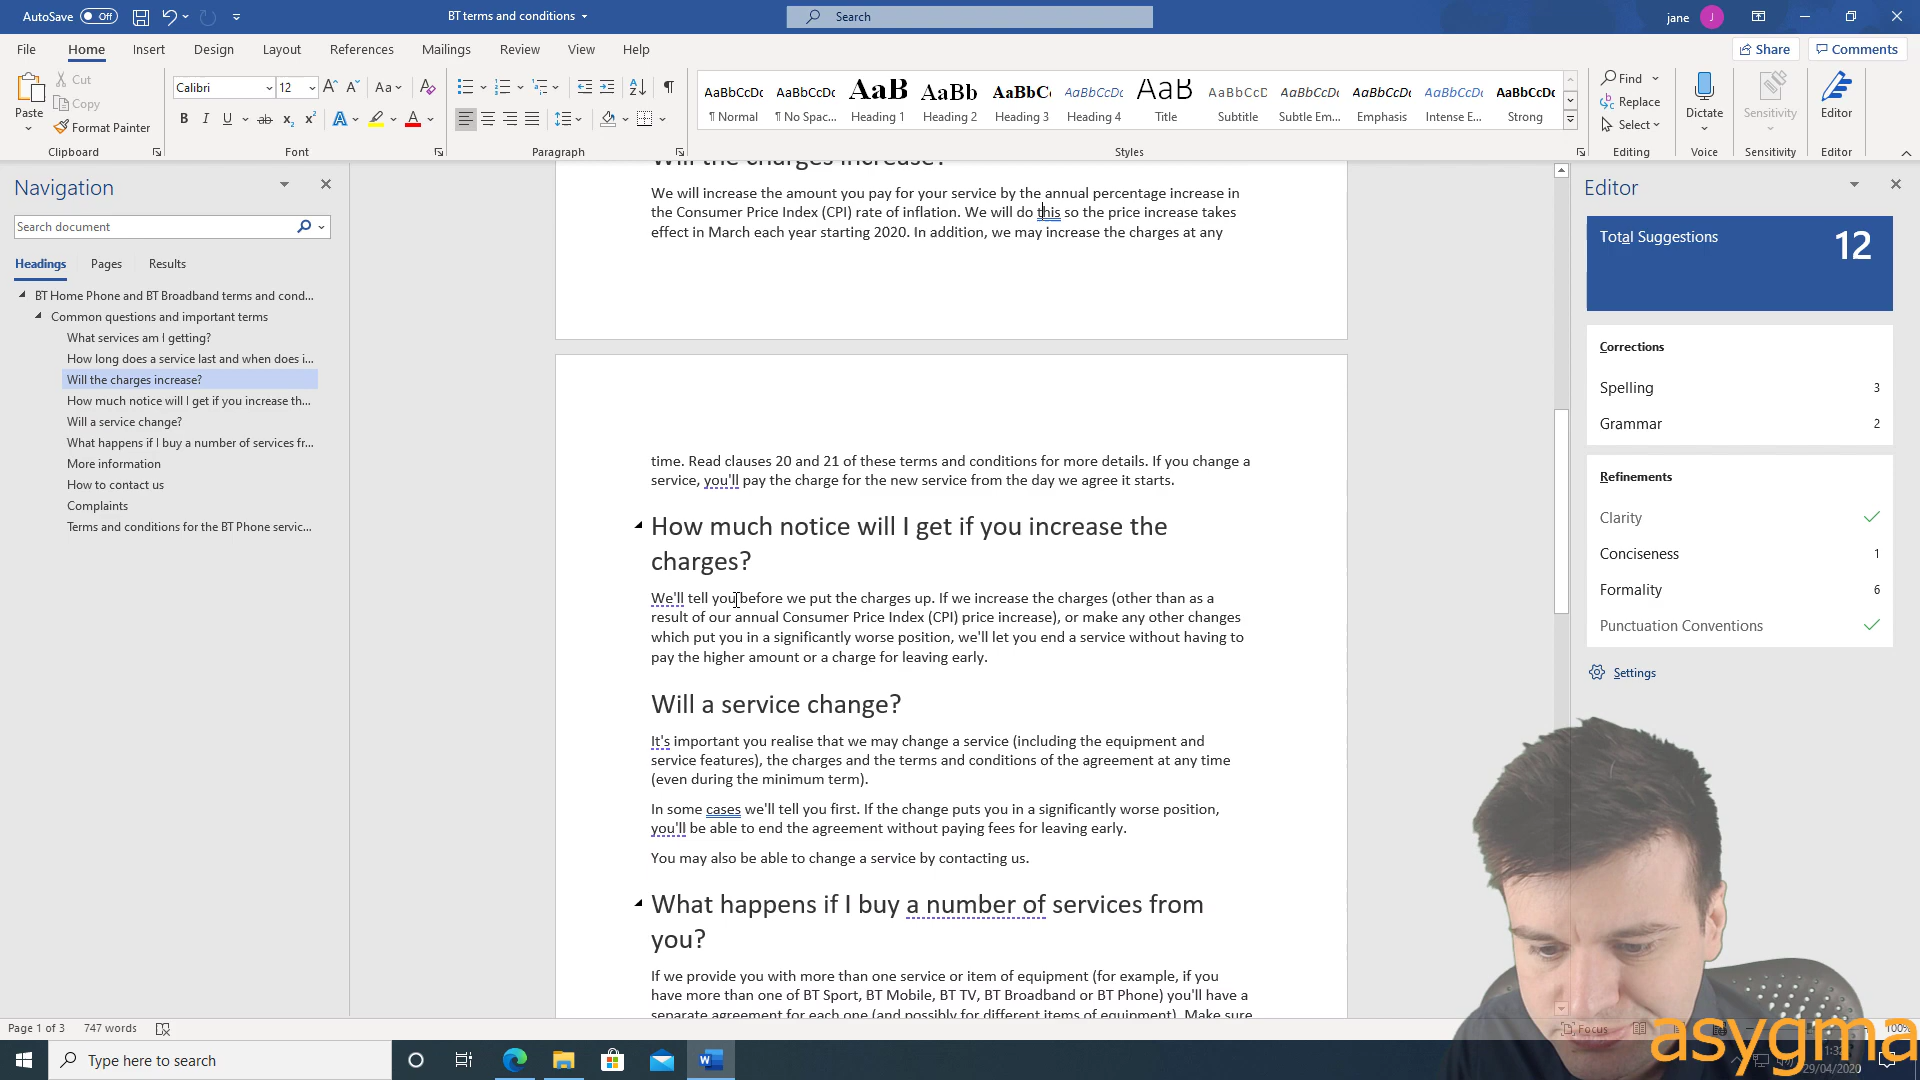 AutoSave Off BT terms and conditions Search jane J
File Home Insert Design Layout References Mailings Review View Help Share Comments
Paste Cut Copy Format Painter
Calibri 12
AaBbCcDc AaBbCcDc AaB AaBb AaBbC AaBbCcDc AaB AaBbCcD AaBbCcDc AaBbCcDc AaBbCcDc AaBbCcDc
¶ Normal ¶ No Spac... Heading 1 Heading 2 Heading 3 Heading 4 Title Subtitle Subtle Em... Emphasis Intense E... Strong
Find Replace Select Dictate Sensitivity Editor
Clipboard Font Paragraph Styles Editing Voice Sensitivity Editor
Navigation
Search document
Headings Pages Results
BT Home Phone and BT Broadband terms and cond...
Common questions and important terms
What services am I getting?
How long does a service last and when does i...
Will the charges increase?
How much notice will I get if you increase th...
Will a service change?
What happens if I buy a number of services fr...
More information
How to contact us
Complaints
Terms and conditions for the BT Phone servic...
Will the charges increase?
We will increase the amount you pay for your service by the annual percentage increase in
the Consumer Price Index (CPI) rate of inflation. We will do this so the price increase takes
effect in March each year starting 2020. In addition, we may increase the charges at any
time. Read clauses 20 and 21 of these terms and conditions for more details. If you change a
service, you'll pay the charge for the new service from the day we agree it starts.
How much notice will I get if you increase the
charges?
We'll tell you before we put the charges up. If we increase the charges (other than as a
result of our annual Consumer Price Index (CPI) price increase), or make any other changes
which put you in a significantly worse position, we'll let you end a service without having to
pay the higher amount or a charge for leaving early.
Will a service change?
It's important you realise that we may change a service (including the equipment and
service features), the charges and the terms and conditions of the agreement at any time
(even during the minimum term).
In some cases we'll tell you first. If the change puts you in a significantly worse position,
you'll be able to end the agreement without paying fees for leaving early.
You may also be able to change a service by contacting us.
What happens if I buy a number of services from
you?
If we provide you with more than one service or item of equipment (for example, if you
have more than one of BT Sport, BT Mobile, BT TV, BT Broadband or BT Phone) you'll have a
separate agreement for each one (and possibly for different items of equipment). Make sure
Editor
Total Suggestions 12
Corrections
Spelling 3
Grammar 2
Refinements
Clarity
Conciseness 1
Formality 6
Punctuation Conventions
Settings
Page 1 of 3 747 words Focus 100%
asygma
Type here to search
29/04/2020